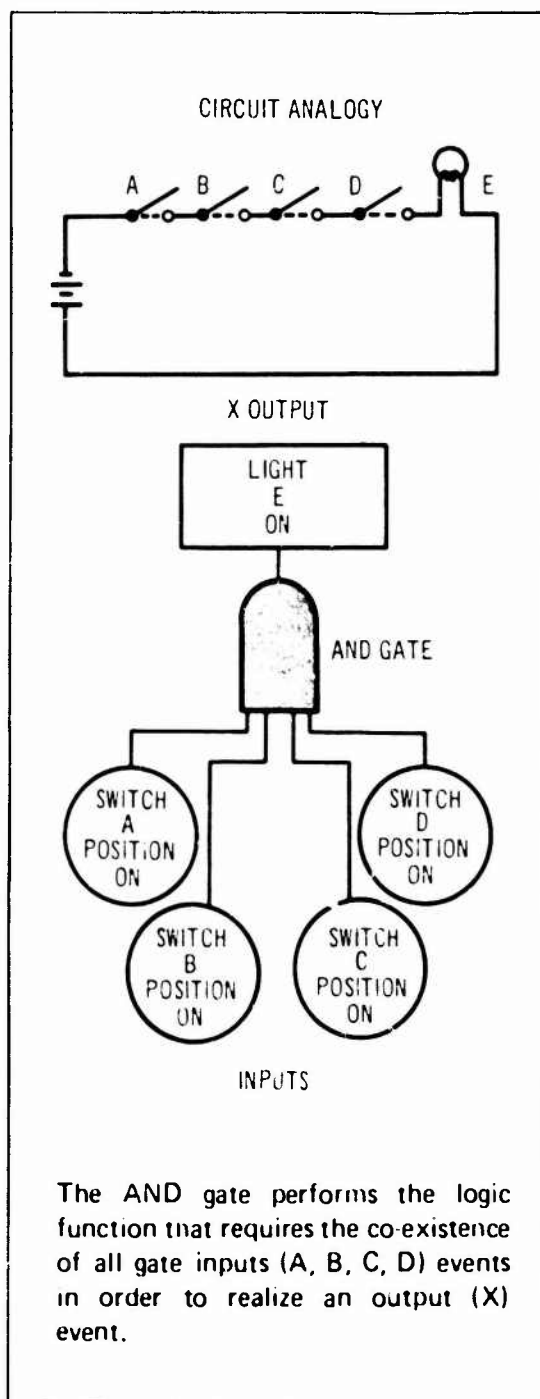 CIRCUIT ANALOGY
A B C D E
X OUTPUT
LIGHT
E
ON
AND GATE
SWITCH
A
POSITION
ON
SWITCH
B
POSITION
ON
SWITCH
C
POSITION
ON
SWITCH
D
POSITION
ON
INPUTS
The AND gate performs the logic
function that requires the co-existence
of all gate inputs (A, B, C, D) events
in order to realize an output (X)
event.